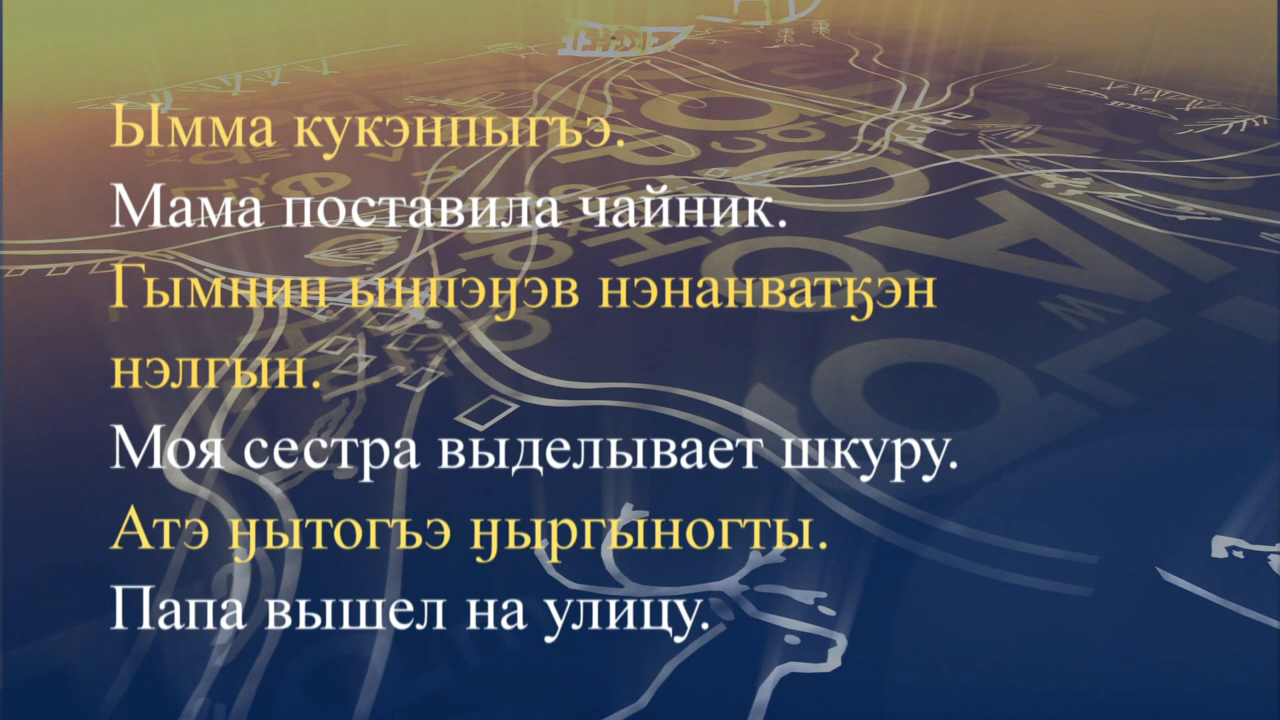 Ымма кукэнпыгъэ.
Мама поставила чайник.
Гымнин ынпэӈэв нэнанватӄэн
нэлгын.
Моя сестра выделывает шкуру.
Атэ ӈытогъэ ӈыргыногты.
Папа вышел на улицу.